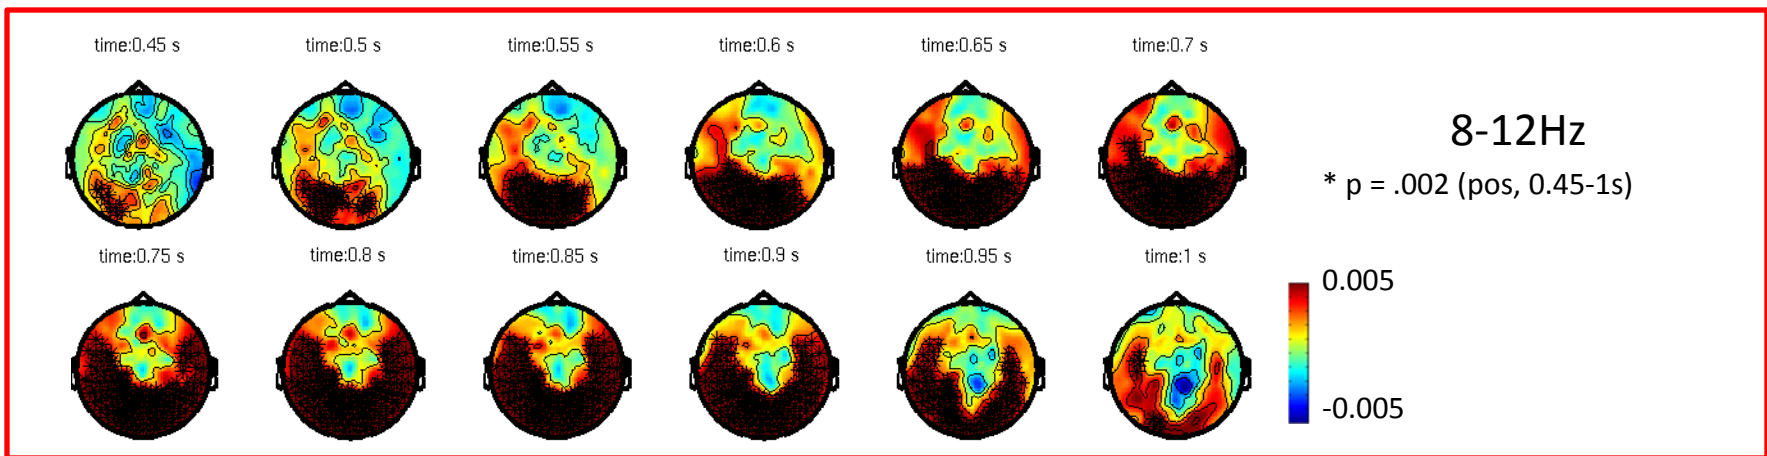 time:0.45 s
time:0.5 s
time:0.55 s
time:0.6 s
time:0.65 s
time:0.7 s
8-12Hz
* p = .002 (pos, 0.45-1s)
time:0.75 s
time:0.8 s
time:0.85 s
time:0.9 s
time:0.95 s
time:1 s
0.005
-0.005